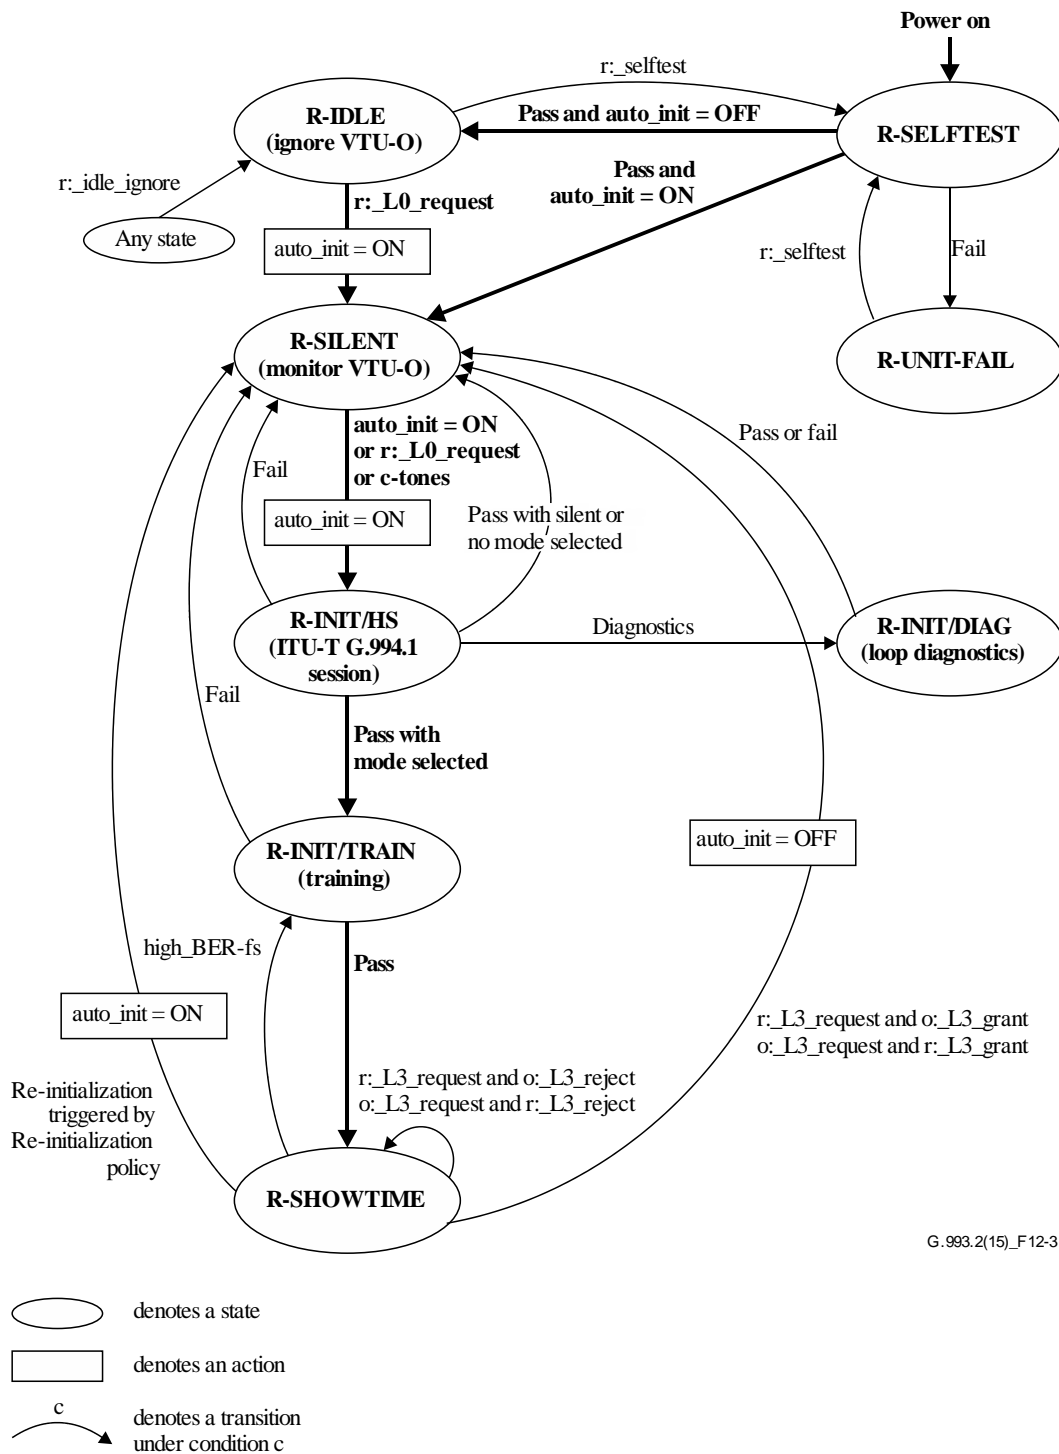 Power on
r:_selftest
R-IDLE
(ignore VTU-O)
Pass and auto_init = OFF
R-SELFTEST
Pass and
auto_init = ON
r:_idle_ignore
r:_L0_request
Any state
auto_init = ON
r:_selftest
Fail
R-SILENT
(monitor VTU-O)
R-UNIT-FAIL
auto_init = ON
or r:_L0_request
or c-tones
Pass or fail
Fail
auto_init = ON
Pass with silent or
no mode selected
R-INIT/HS
(ITU-T G.994.1
session)
Diagnostics
R-INIT/DIAG
(loop diagnostics)
Fail
Pass with
mode selected
auto_init = OFF
R-INIT/TRAIN
(training)
high_BER-fs
Pass
auto_init = ON
r:_L3_request and o:_L3_grant
o:_L3_request and r:_L3_grant
r:_L3_request and o:_L3_reject
o:_L3_request and r:_L3_reject
Re-initialization
triggered by
Re-initialization
policy
R-SHOWTIME
G.993.2(15)_F12-3
denotes a state
denotes an action
c
denotes a transition
under condition c